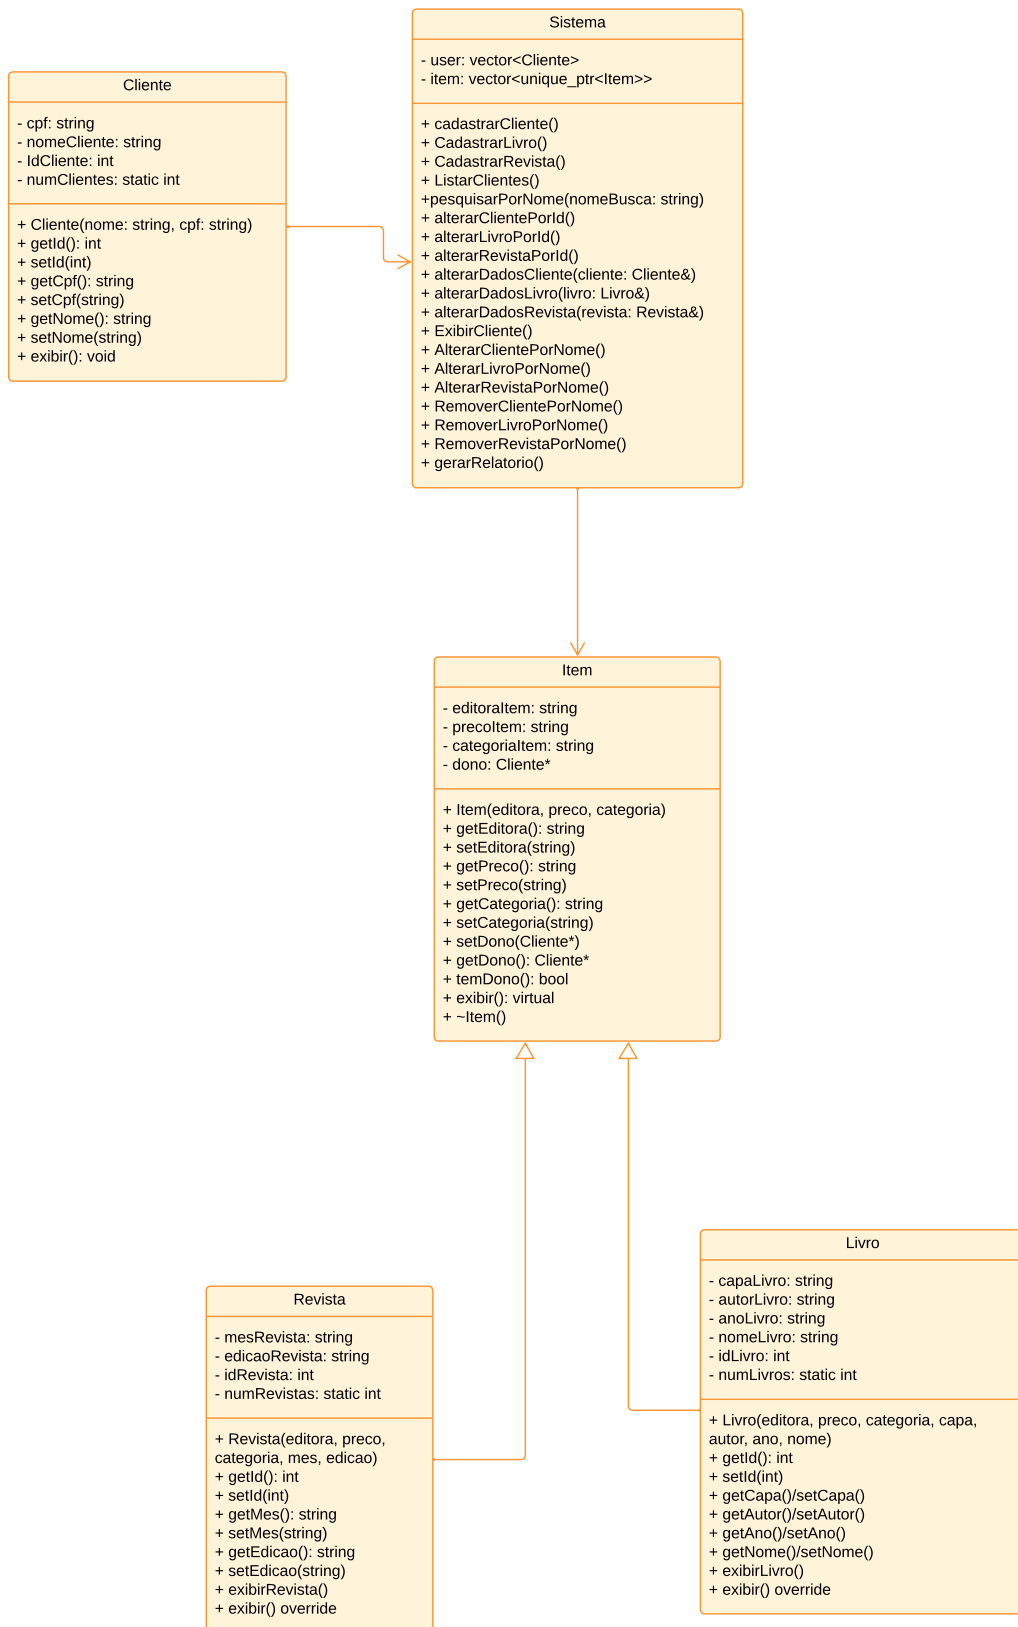 Sistema
- user: vector<Cliente>
- item: vector<unique_ptr<Item>>
+ cadastrarCliente()
+ CadastrarLivro()
+ CadastrarRevista()
+ ListarClientes()
+pesquisarPorNome(nomeBusca: string)
+ alterarClientePorId()
+ alterarLivroPorId()
+ alterarRevistaPorId()
+ alterarDadosCliente(cliente: Cliente&)
+ alterarDadosLivro(livro: Livro&)
+ alterarDadosRevista(revista: Revista&)
+ ExibirCliente()
+ AlterarClientePorNome()
+ AlterarLivroPorNome()
+ AlterarRevistaPorNome()
+ RemoverClientePorNome()
+ RemoverLivroPorNome()
+ RemoverRevistaPorNome()
+ gerarRelatorio()
Cliente
- cpf: string
- nomeCliente: string
- IdCliente: int
- numClientes: static int
+ Cliente(nome: string, cpf: string)
+ getId(): int
+ setId(int)
+ getCpf(): string
+ setCpf(string)
+ getNome(): string
+ setNome(string)
+ exibir(): void
Item
- editoraItem: string
- precoItem: string
- categoriaItem: string
- dono: Cliente*
+ Item(editora, preco, categoria)
+ getEditora(): string
+ setEditora(string)
+ getPreco(): string
+ setPreco(string)
+ getCategoria(): string
+ setCategoria(string)
+ setDono(Cliente*)
+ getDono(): Cliente*
+ temDono(): bool
+ exibir(): virtual
+ ~Item()
Livro
- capaLivro: string
- autorLivro: string
- anoLivro: string
- nomeLivro: string
- idLivro: int
- numLivros: static int
+ Livro(editora, preco, categoria, capa,
autor, ano, nome)
+ getId(): int
+ setId(int)
+ getCapa()/setCapa()
+ getAutor()/setAutor()
+ getAno()/setAno()
+ getNome()/setNome()
+ exibirLivro()
+ exibir() override
Revista
- mesRevista: string
- edicaoRevista: string
- idRevista: int
- numRevistas: static int
+ Revista(editora, preco,
categoria, mes, edicao)
+ getId(): int
+ setId(int)
+ getMes(): string
+ setMes(string)
+ getEdicao(): string
+ setEdicao(string)
+ exibirRevista()
+ exibir() override